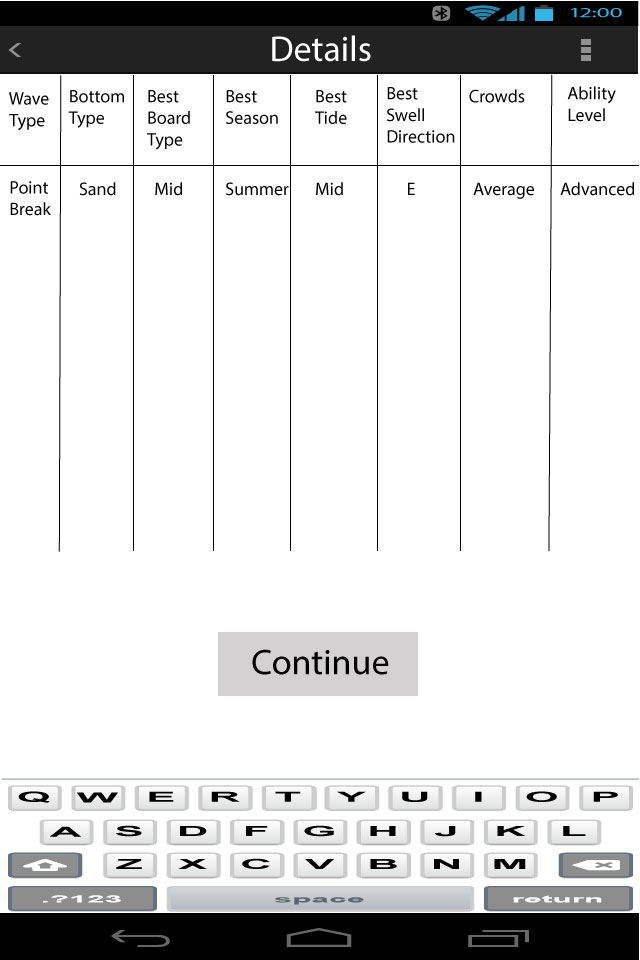 12:00
Details
Wave Type
Bottom Type
Best Board Type
Best Season
Best Tide
Best Swell Direction
Crowds
Ability Level
Point Break
Sand
Mid
Summer
Mid
E
Average
Advanced
Continue
Q W E R T Y U I O P
A S D F G H J K L
Z X C V B N M
.?123 space return